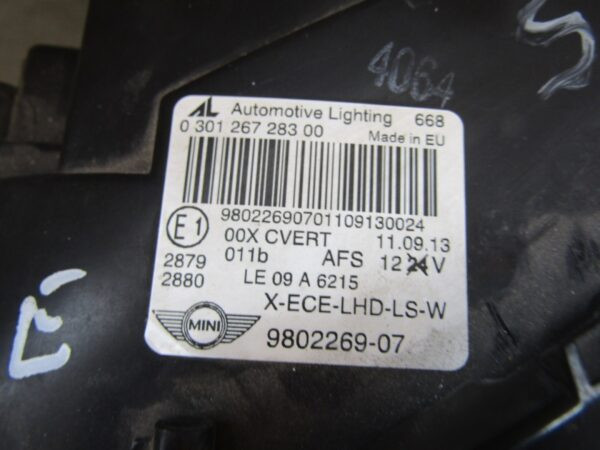 4064
S
AL Automotive Lighting 668
0 301 267 283 00 Made in EU
98022690701109130024
E1 00X CVERT 11.09.13
2879 011b AFS 12 24 V
2880 LE 09 A 6215
X-ECE-LHD-LS-W
MINI 9802269-07
E